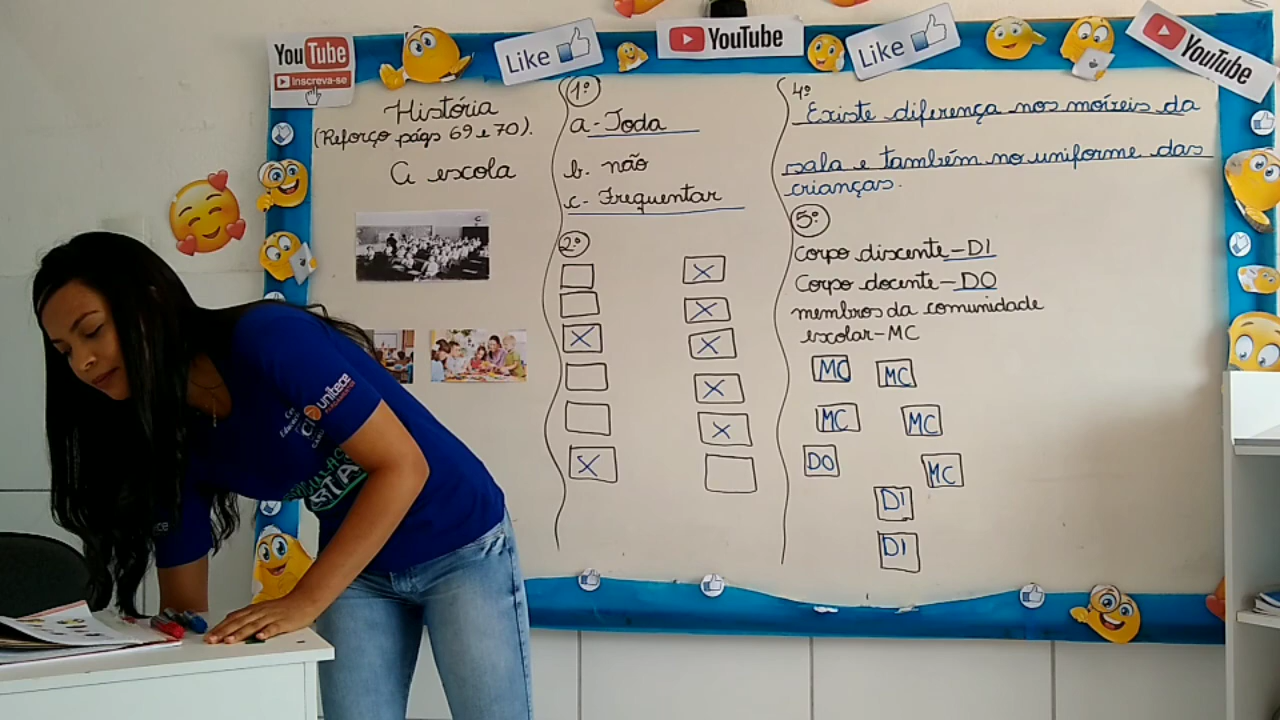 YouTube
Inscreva-se
Like
YouTube
Like
YouTube
História
(Reforço págs 69 e 70).
A escola
1º
a - Toda
b. não
c - Frequentar
2º
X
X
X
X
X
X
X
4º
Existe diferença nos moíveis da
sala e também no uniforme das
crianças.
5º
Corpo discente - DI
Corpo docente - DO
membros da comunidade
escolar - MC
MC MC
MC MC
DO MC
DI
DI
unitece